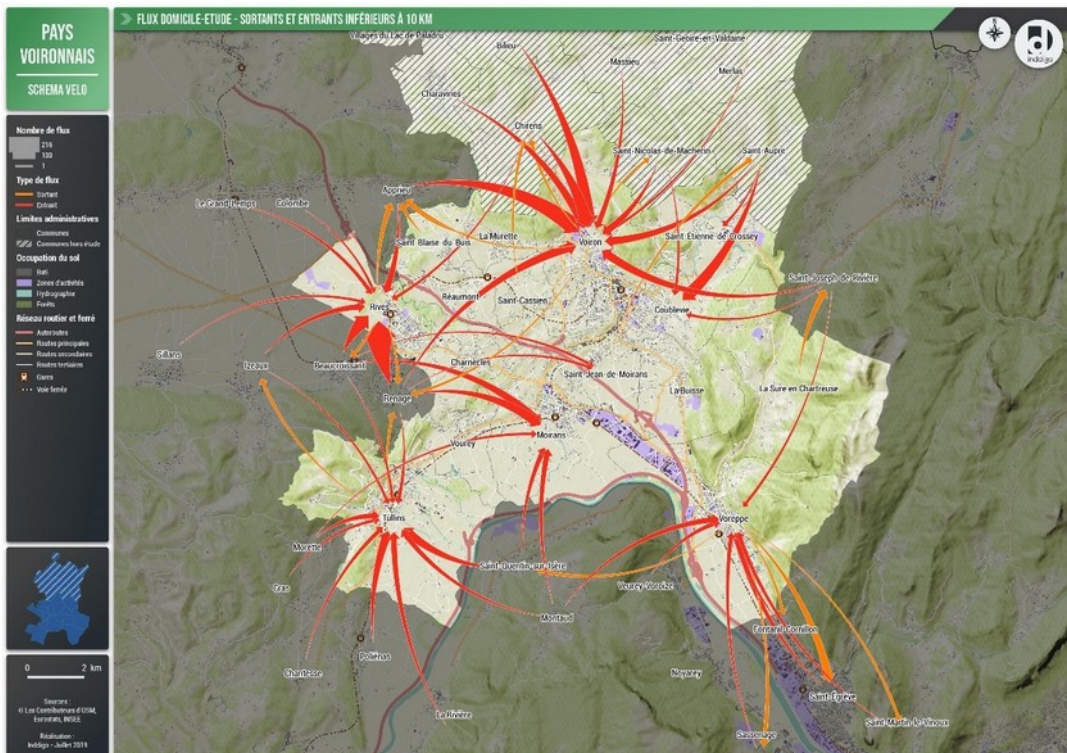 PAYS
VOIRONNAIS
SCHEMA VELO
FLUX DOMICILE-ETUDE - SORTANTS ET ENTRANTS INFÉRIEURS À 10 KM
inddigo
Nombre de flux
216
100
1
Type de flux
Sortant
Entrant
Limites administratives
Communes
Communes hors étude
Occupation du sol
Bati
Zones d'activités
Hydrographie
Forêts
Réseau routier et ferré
Autoroutes
Routes principales
Routes secondaires
Routes tertiaires
Gares
Voie ferrée
0 2 km
Sources :
© Les Contributeurs d'OSM,
Eurostats, INSEE
Réalisation :
Inddigo - Juillet 2019
Villages du Lac de Paladru
Bilieu
Saint-Geoire-en-Valdaine
Massieu
Merlas
Charavines
Chirens
Saint-Nicolas-de-Macherin
Saint-Aupre
Apprieu
Le Grand-Lemps
Colombe
Saint-Blaise du Buis
La Murette
Voiron
Saint-Étienne-de-Crossey
Saint-Joseph-de-Rivière
Réaumont
Saint-Cassien
Rives
Coublevie
Sillans
Izeaux
Beaucroissant
Charnècles
Saint-Jean-de-Moirans
La Buisse
La Sure en Chartreuse
Renage
Vourey
Moirans
Tullins
Voreppe
Morette
Saint-Quentin-sur-Isère
Veurey-Voroize
Cras
Montaud
Fontanil-Cornillon
Poliénas
Chantesse
Noyarey
Saint-Égrève
La Rivière
Saint-Martin-le-Vinoux
Sassenage